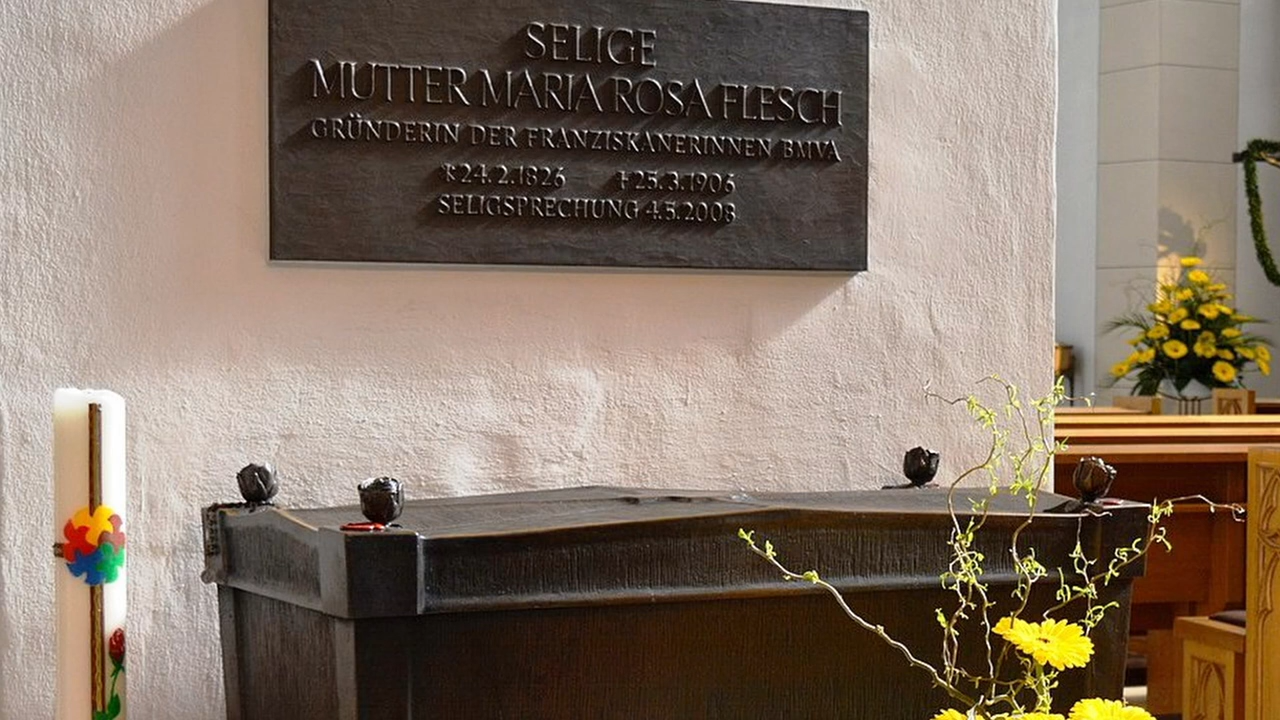 SELIGE
MUTTER MARIA ROSA FLESCH
GRÜNDERIN DER FRANZISKANERINNEN BMVA
*24.2.1826 †25.3.1906
SELIGSPRECHUNG 4.5.2008